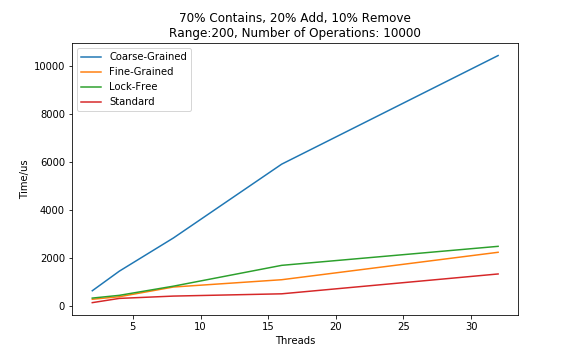 70% Contains, 20% Add, 10% Remove
Range:200, Number of Operations: 10000
Coarse-Grained
Fine-Grained
Lock-Free
Standard
Time/us
10000
8000
6000
4000
2000
0
5
10
15
20
25
30
Threads